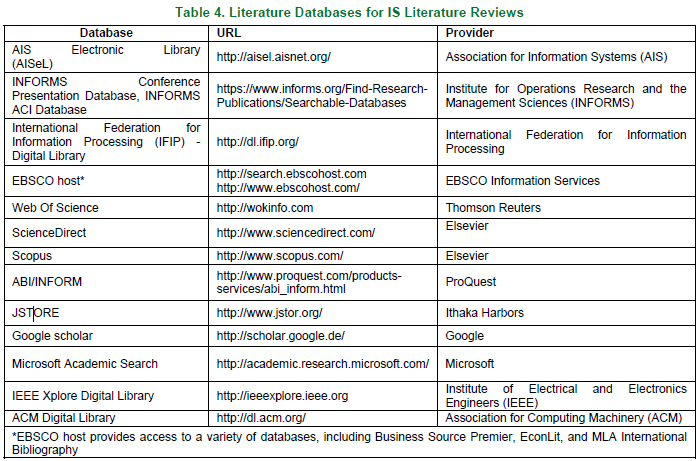 Table 4. Literature Databases for IS Literature Reviews
Database URL Provider
AIS Electronic Library
(AISeL)
http://aisel.aisnet.org/
Association for Information Systems (AIS)
INFORMS Conference
Presentation Database, INFORMS
ACI Database
https://www.informs.org/Find-Research-
Publications/Searchable-Databases
Institute of Operations Research and the
Management Sciences (INFORMS)
International Federation for
Information Processing (IFIP) -
Digital Library
http://dl.ifip.org/
International Federation for Information
Processing
EBSCO host*
http://search.ebscohost.com
http://www.ebscohost.com/
EBSCO Information Services
Web Of Science
http://wokinfo.com
Thomson Reuters
ScienceDirect
http://www.sciencedirect.com/
Elsevier
Scopus
http://www.scopus.com/
Elsevier
ABI/INFORM
http://www.proquest.com/products-
services/abi_inform.html
ProQuest
JSTORE
http://www.jstor.org/
Ithaka Harbors
Google scholar
http://scholar.google.de/
Google
Microsoft Academic Search
http://academic.research.microsoft.com/
Microsoft
IEEE Xplore Digital Library
http://ieeexplore.ieee.org
Institute of Electrical and Electronics
Engineers (IEEE)
ACM Digital Library
http://dl.acm.org/
Association for Computing Machinery (ACM)
*EBSCO host provides access to a variety of databases, including Business Source Premier, EconLit, and MLA International
Bibliography